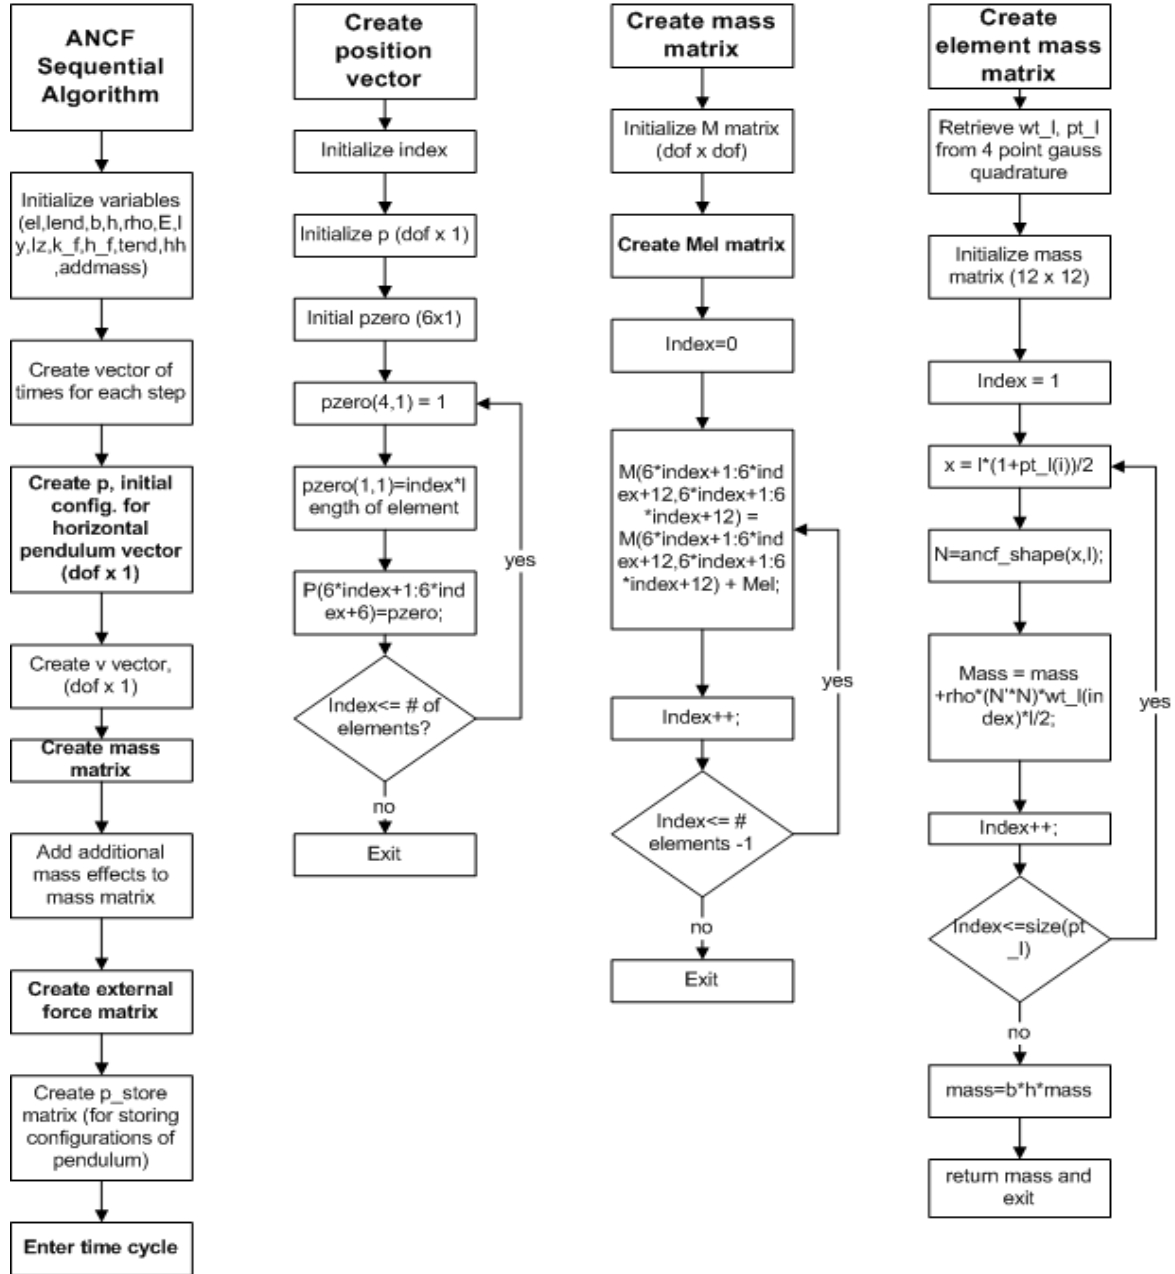 ANCF
Sequential
Algorithm
Initialize variables
(el,lend,b,h,rho,E,I
y,Iz,k_f,h_f,tend,hh
,addmass)
Create vector of
times for each step
Create p, initial
config. for
horizontal
pendulum vector
(dof x 1)
Create v vector,
(dof x 1)
Create mass
matrix
Add additional
mass effects to
mass matrix
Create external
force matrix
Create p_store
matrix (for storing
configurations of
pendulum)
Enter time cycle
Create
position
vector
Initialize index
Initialize p (dof x 1)
Initial pzero (6x1)
pzero(4,1) = 1
pzero(1,1)=index*l
ength of element
P(6*index+1:6*ind
ex+6)=pzero;
Index<= # of
elements?
yes
no
Exit
Create mass
matrix
Initialize M matrix
(dof x dof)
Create Mel matrix
Index=0
M(6*index+1:6*ind
ex+12,6*index+1:6
*index+12) =
M(6*index+1:6*ind
ex+12,6*index+1:6
*index+12) + Mel;
Index++;
Index<= #
elements -1
yes
no
Exit
Create
element mass
matrix
Retrieve wt_l, pt_l
from 4 point gauss
quadrature
Initialize mass
matrix (12 x 12)
Index = 1
x = l*(1+pt_l(i))/2
N=ancf_shape(x,l);
Mass = mass
+rho*(N'*N)*wt_l(in
dex)*l/2;
Index++;
Index<=size(pt
_l)
yes
no
mass=b*h*mass
return mass and
exit